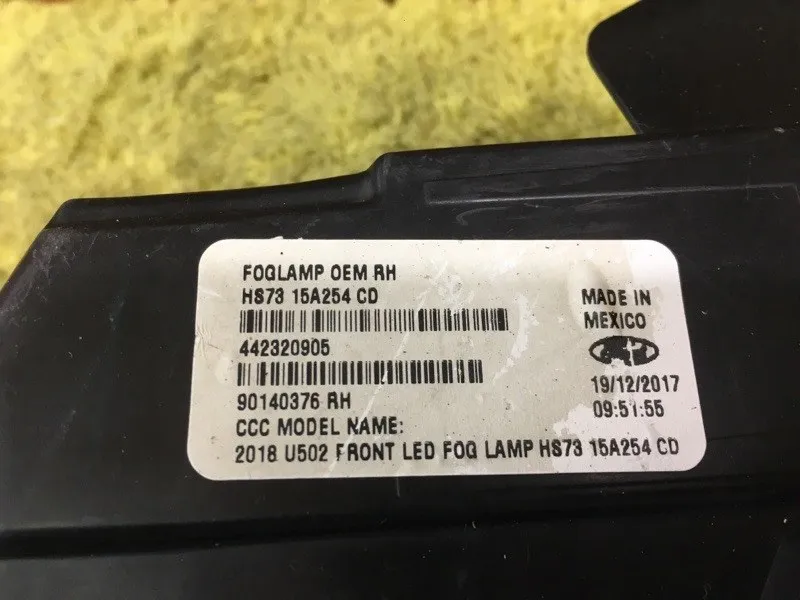 FOGLAMP OEM RH
HS73 15A254 CD
442320905
90140376 RH
CCC MODEL NAME:
2018 U502 FRONT LED FOG LAMP HS73 15A254 CD
MADE IN
MEXICO
19/12/2017
09:51:55